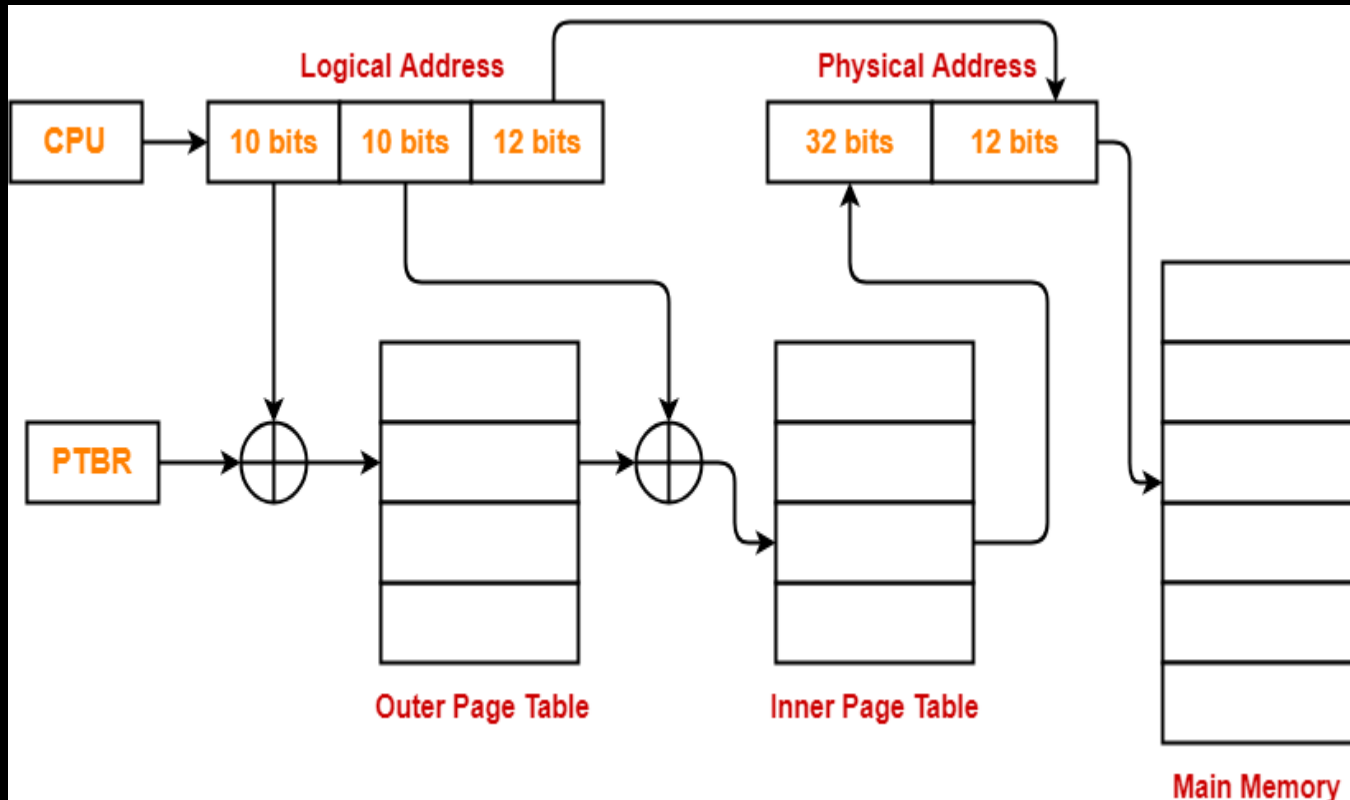 Logical Address
Physical Address
CPU
10 bits
10 bits
12 bits
32 bits
12 bits
PTBR
Outer Page Table
Inner Page Table
Main Memory